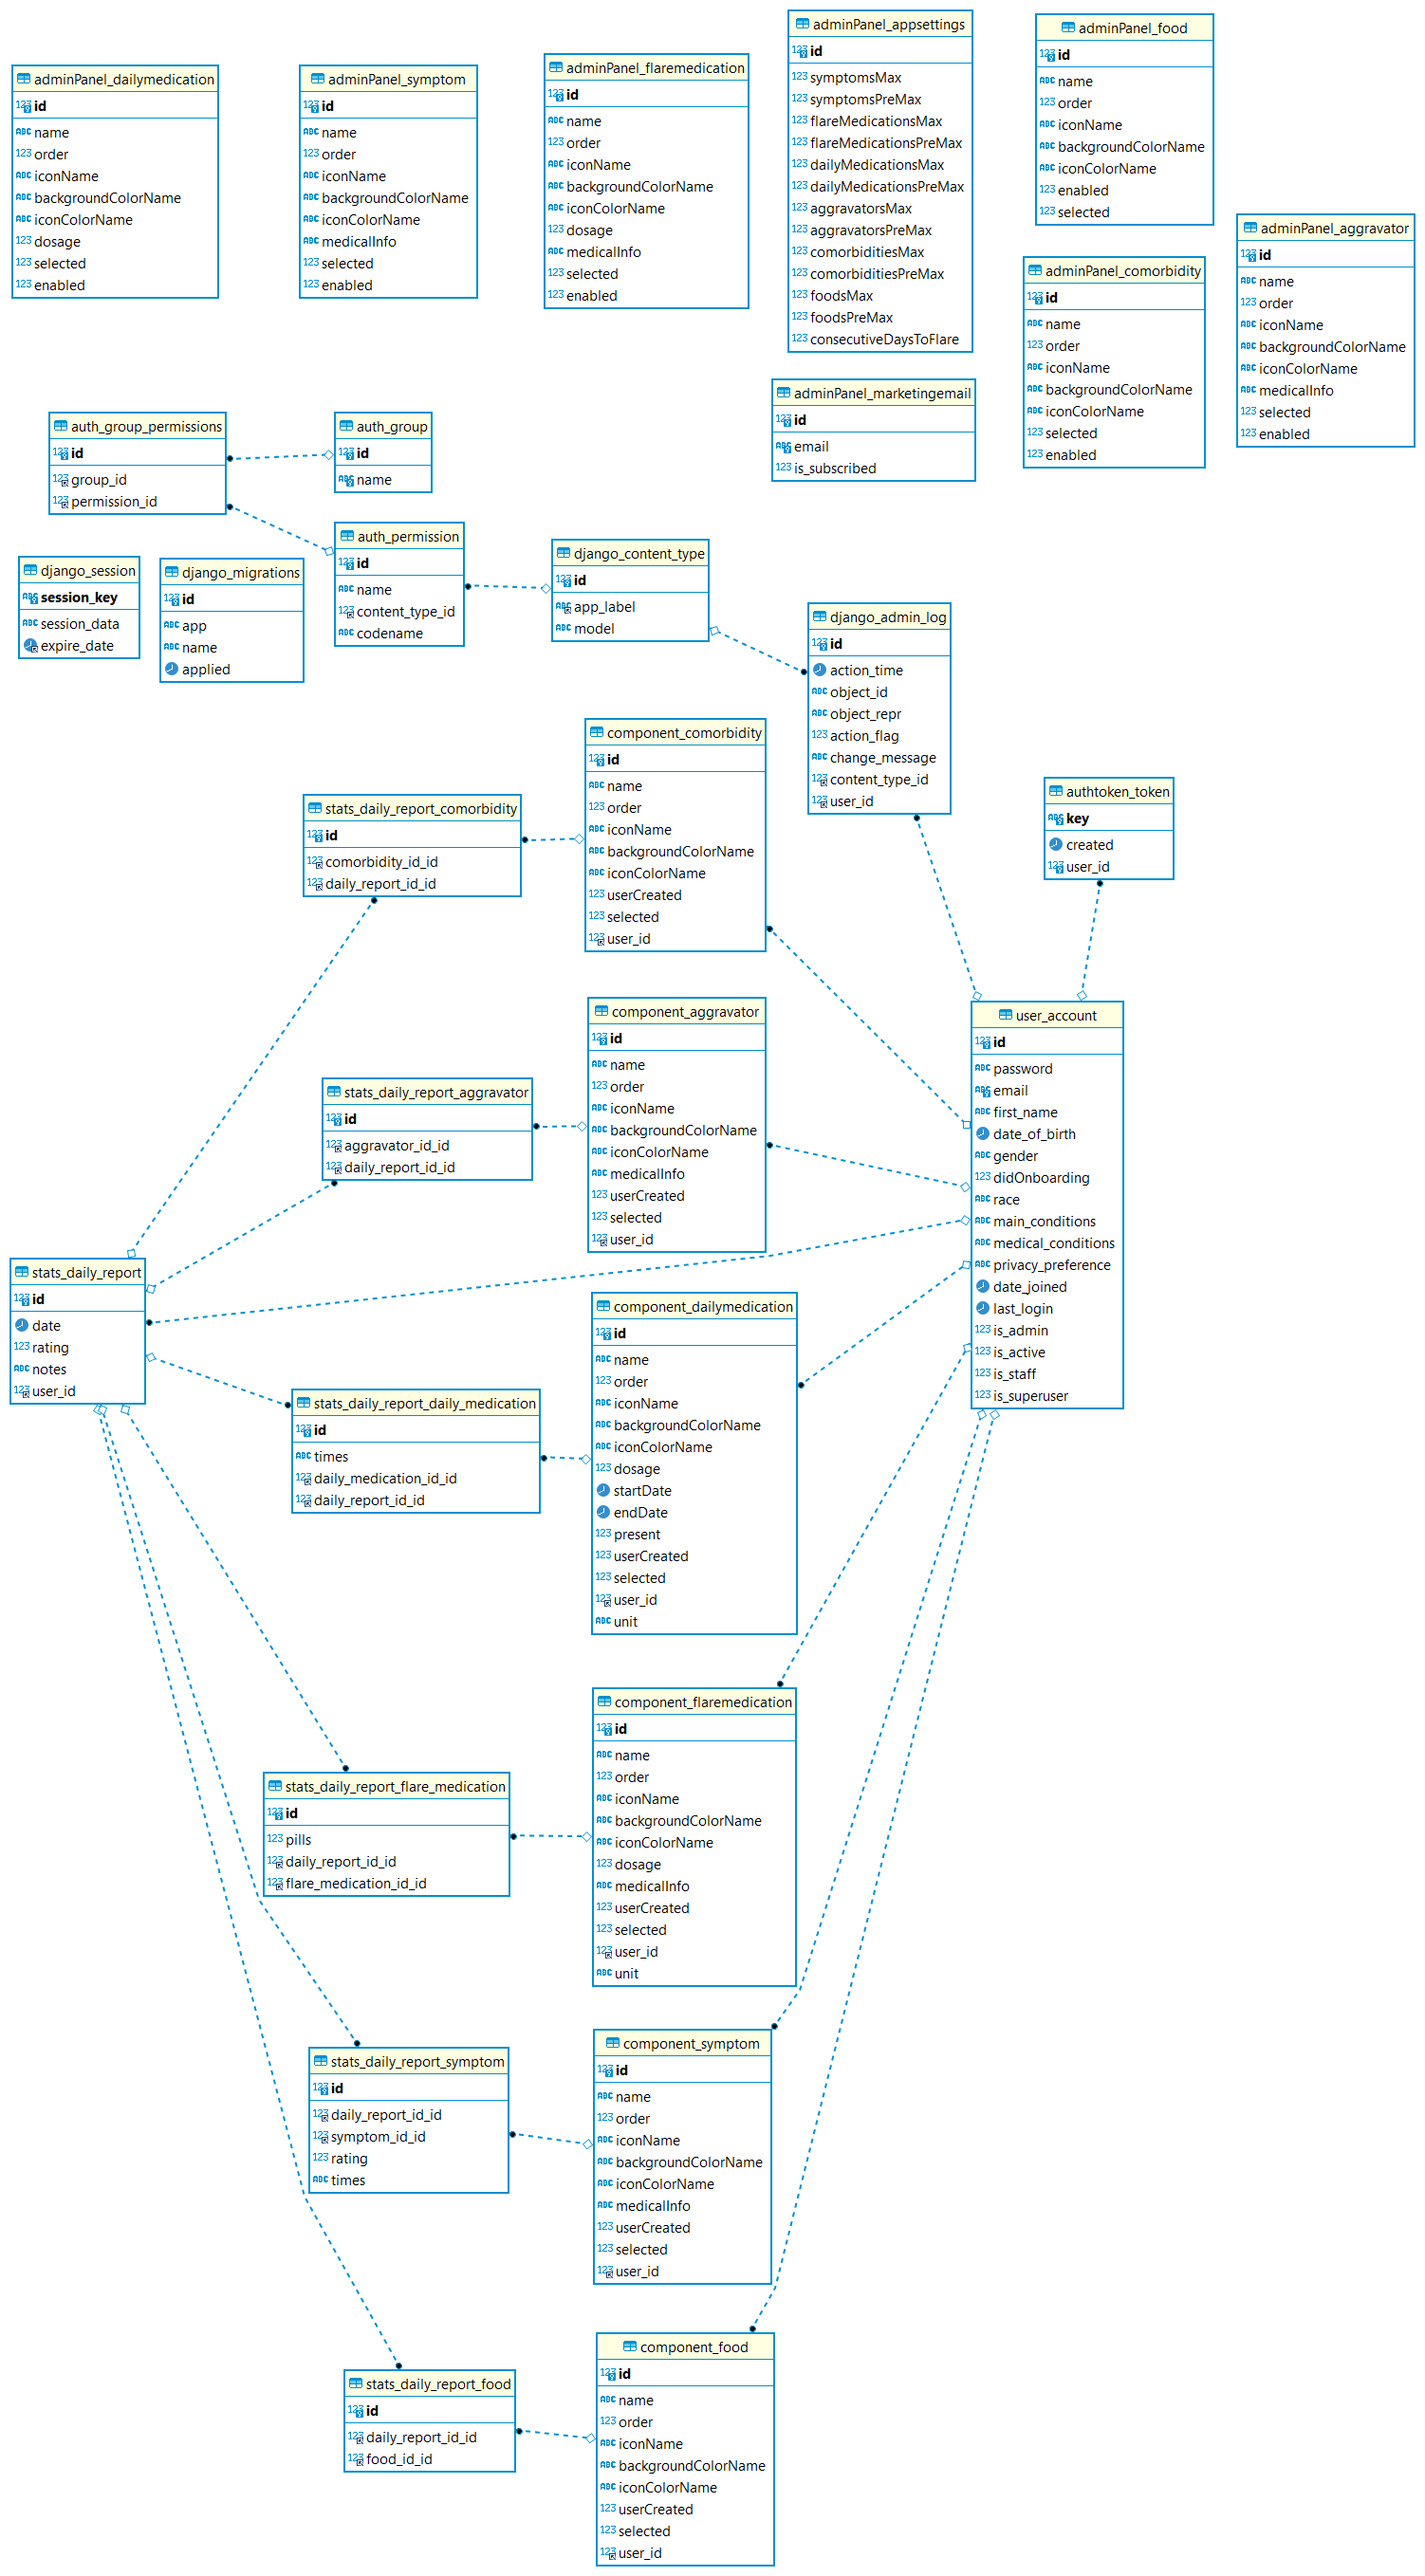 adminPanel_dailymedication
id
name
order
iconName
backgroundColorName
iconColorName
dosage
selected
enabled
adminPanel_symptom
id
name
order
iconName
backgroundColorName
iconColorName
medicalInfo
selected
enabled
adminPanel_flaremedication
id
name
order
iconName
backgroundColorName
iconColorName
dosage
medicalInfo
selected
enabled
adminPanel_appsettings
id
symptomsMax
symptomsPreMax
flareMedicationsMax
flareMedicationsPreMax
dailyMedicationsMax
dailyMedicationsPreMax
aggravatorsMax
aggravatorsPreMax
comorbiditiesMax
comorbiditiesPreMax
foodsMax
foodsPreMax
consecutiveDaysToFlare
adminPanel_food
id
name
order
iconName
backgroundColorName
iconColorName
enabled
selected
adminPanel_comorbidity
id
name
order
iconName
backgroundColorName
iconColorName
selected
enabled
adminPanel_aggravator
id
name
order
iconName
backgroundColorName
iconColorName
medicalInfo
selected
enabled
adminPanel_marketingemail
id
email
is_subscribed
auth_group_permissions
id
group_id
permission_id
auth_group
id
name
auth_permission
id
name
content_type_id
codename
django_session
session_key
session_data
expire_date
django_migrations
id
app
name
applied
django_content_type
id
app_label
model
django_admin_log
id
action_time
object_id
object_repr
action_flag
change_message
content_type_id
user_id
authtoken_token
key
created
user_id
component_comorbidity
id
name
order
iconName
backgroundColorName
iconColorName
userCreated
selected
user_id
stats_daily_report_comorbidity
id
comorbidity_id_id
daily_report_id_id
component_aggravator
id
name
order
iconName
backgroundColorName
iconColorName
medicalInfo
userCreated
selected
user_id
stats_daily_report_aggravator
id
aggravator_id_id
daily_report_id_id
user_account
id
password
email
first_name
date_of_birth
gender
didOnboarding
race
main_conditions
medical_conditions
privacy_preference
date_joined
last_login
is_admin
is_active
is_staff
is_superuser
stats_daily_report
id
date
rating
notes
user_id
component_dailymedication
id
name
order
iconName
backgroundColorName
iconColorName
dosage
startDate
endDate
present
userCreated
selected
user_id
unit
stats_daily_report_daily_medication
id
times
daily_medication_id_id
daily_report_id_id
component_flaremedication
id
name
order
iconName
backgroundColorName
iconColorName
dosage
medicalInfo
userCreated
selected
user_id
unit
stats_daily_report_flare_medication
id
pills
daily_report_id_id
flare_medication_id_id
component_symptom
id
name
order
iconName
backgroundColorName
iconColorName
medicalInfo
userCreated
selected
user_id
stats_daily_report_symptom
id
daily_report_id_id
symptom_id_id
rating
times
component_food
id
name
order
iconName
backgroundColorName
iconColorName
userCreated
selected
user_id
stats_daily_report_food
id
daily_report_id_id
food_id_id